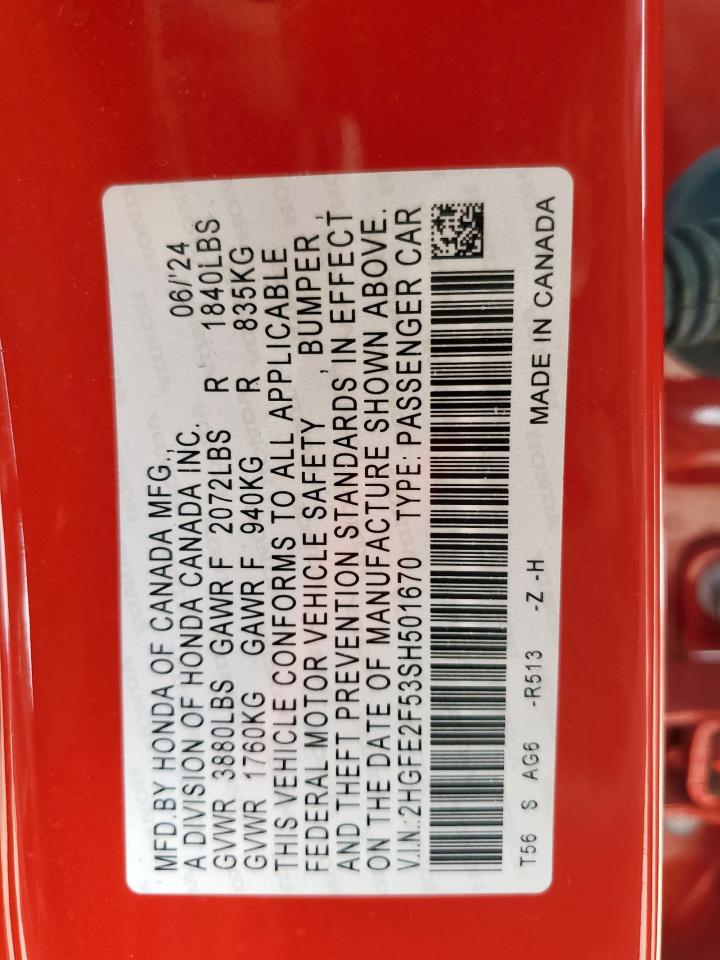 MFD.BY HONDA OF CANADA MFG., 06/'24
A DIVISION OF HONDA CANADA INC.
GVWR 3880LBS GAWR F 2072LBS R 1840LBS
GVWR 1760KG GAWR F 940KG R 835KG
THIS VEHICLE CONFORMS TO ALL APPLICABLE
FEDERAL MOTOR VEHICLE SAFETY , BUMPER ,
AND THEFT PREVENTION STANDARDS IN EFFECT
ON THE DATE OF MANUFACTURE SHOWN ABOVE.
V.I.N.:2HGFE2F53SH501670 TYPE: PASSENGER CAR
T56 S AG6 -R513 -Z -H MADE IN CANADA